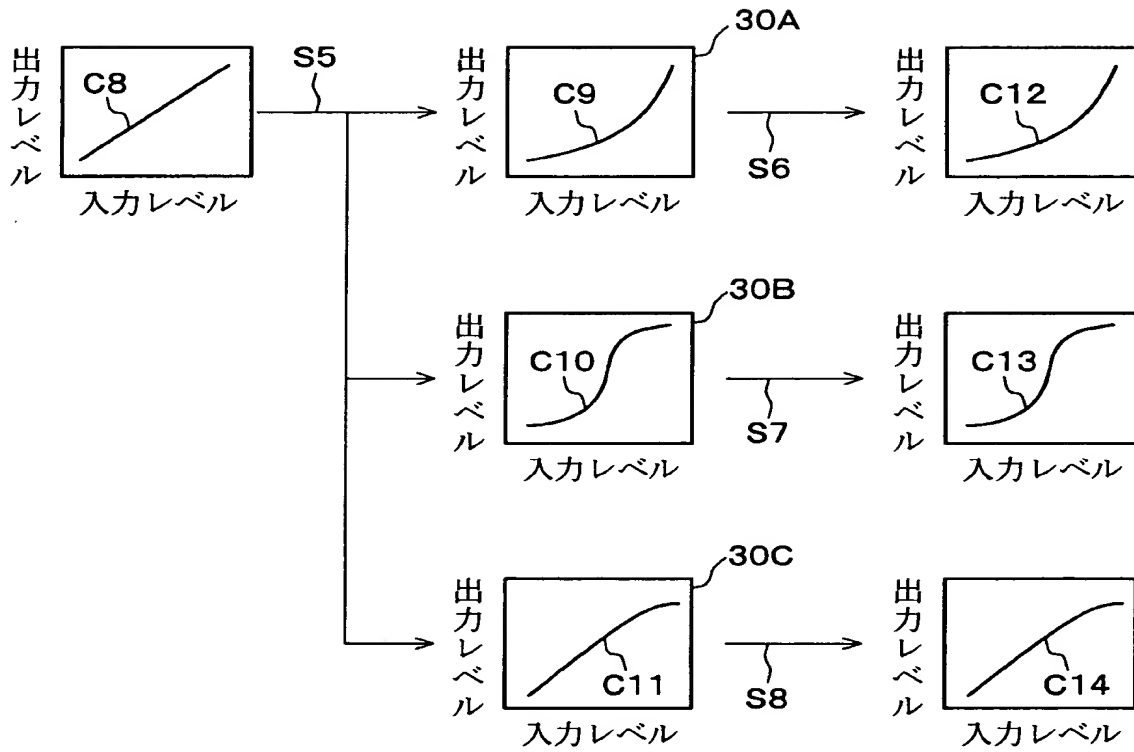 30A
出力レベル
C8
S5
出力レベル
C9
S6
出力レベル
C12
入力レベル
入力レベル
入力レベル
30B
出力レベル
C10
S7
出力レベル
C13
入力レベル
入力レベル
30C
出力レベル
C11
S8
出力レベル
C14
入力レベル
入力レベル